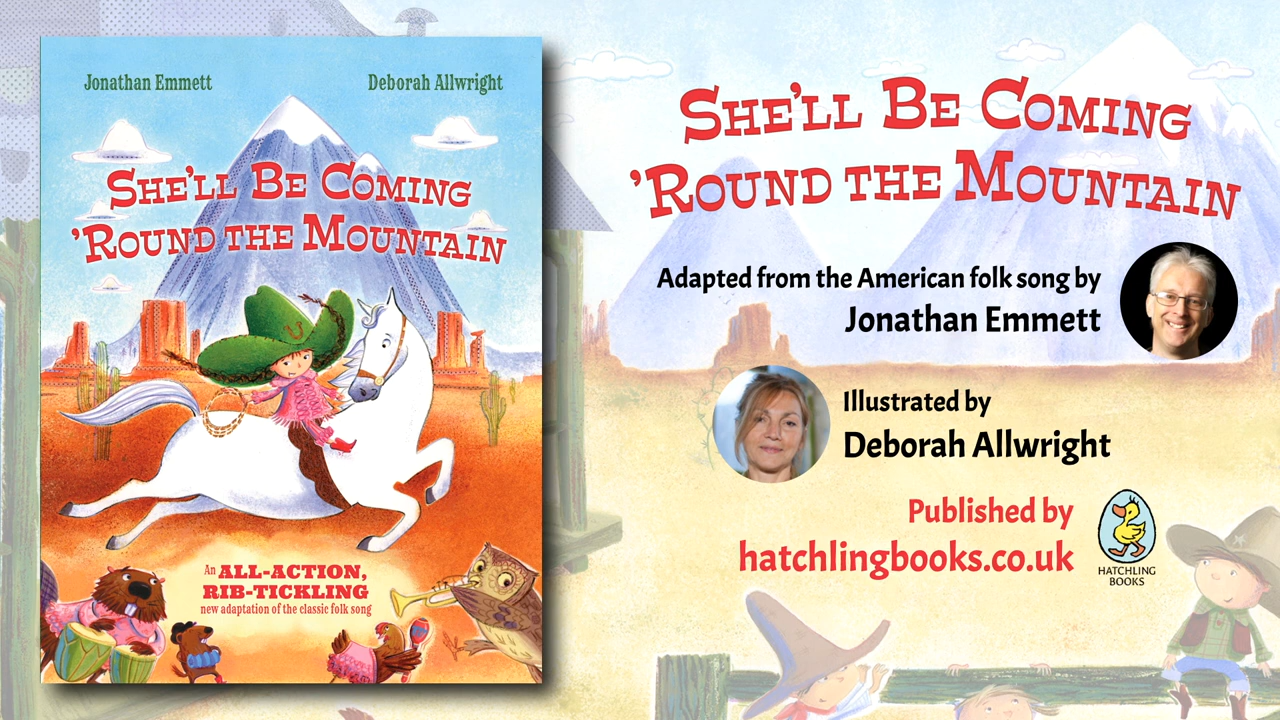 Jonathan Emmett
Deborah Allwright
SHE'LL BE COMING
'ROUND THE MOUNTAIN
An ALL-ACTION,
RIB-TICKLING
new adaptation of the classic folk song
SHE'LL BE COMING
'ROUND THE MOUNTAIN
Adapted from the American folk song by
Jonathan Emmett
Illustrated by
Deborah Allwright
Published by
hatchlingbooks.co.uk
HATCHLING
BOOKS